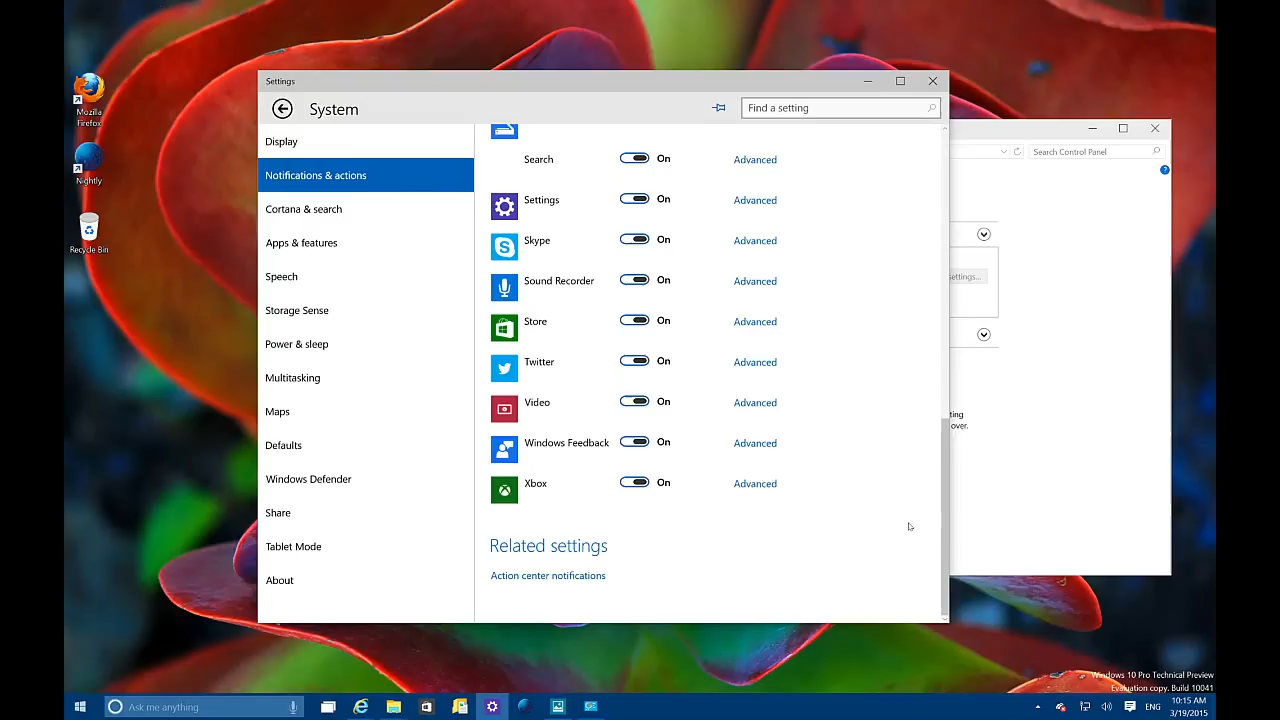 Mozilla
Firefox
Nightly
Recycle Bin
Settings
System
Find a setting
Display
Notifications & actions
Cortana & search
Apps & features
Speech
Storage Sense
Power & sleep
Multitasking
Maps
Defaults
Windows Defender
Share
Tablet Mode
About
Search On Advanced
Settings On Advanced
Skype On Advanced
Sound Recorder On Advanced
Store On Advanced
Twitter On Advanced
Video On Advanced
Windows Feedback On Advanced
Xbox On Advanced
Related settings
Action center notifications
Search Control Panel
ettings...
ting
over.
Windows 10 Pro Technical Preview
Evaluation copy. Build 10041
Ask me anything
ENG
10:15 AM
3/19/2015